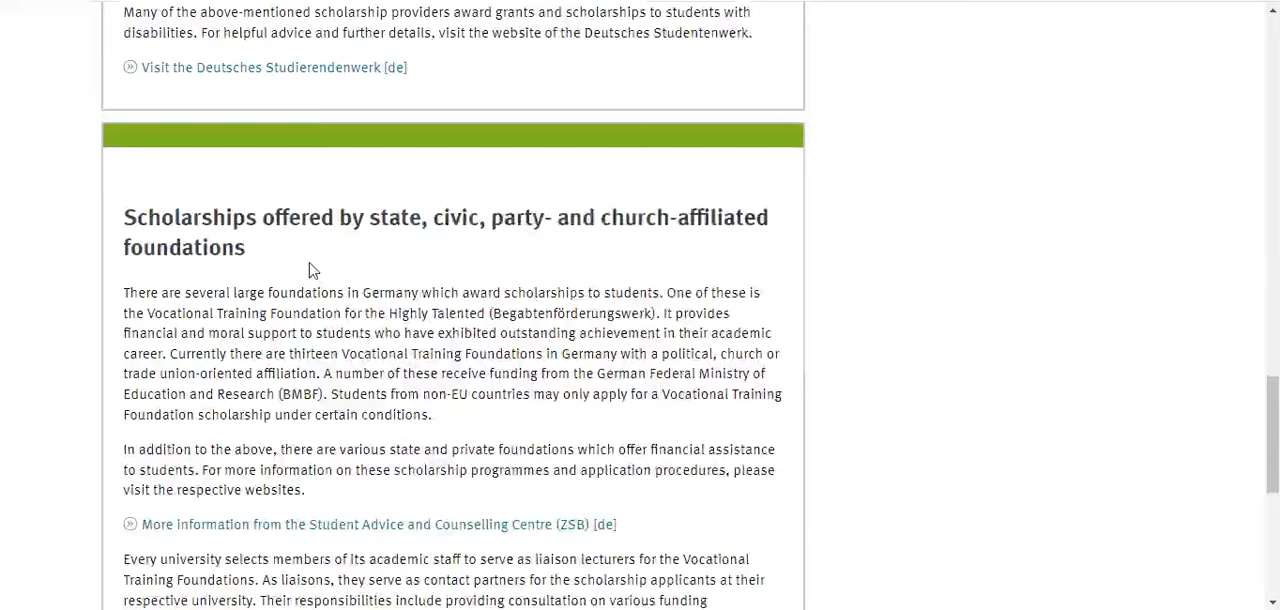 Many of the above-mentioned scholarship providers award grants and scholarships to students with
disabilities. For helpful advice and further details, visit the website of the Deutsches Studentenwerk.
Visit the Deutsches Studierendenwerk [de]
Scholarships offered by state, civic, party- and church-affiliated
foundations
There are several large foundations in Germany which award scholarships to students. One of these is
the Vocational Training Foundation for the Highly Talented (Begabtenförderungswerk). It provides
financial and moral support to students who have exhibited outstanding achievement in their academic
career. Currently there are thirteen Vocational Training Foundations in Germany with a political, church or
trade union-oriented affiliation. A number of these receive funding from the German Federal Ministry of
Education and Research (BMBF). Students from non-EU countries may only apply for a Vocational Training
Foundation scholarship under certain conditions.
In addition to the above, there are various state and private foundations which offer financial assistance
to students. For more information on these scholarship programmes and application procedures, please
visit the respective websites.
More information from the Student Advice and Counselling Centre (ZSB) [de]
Every university selects members of its academic staff to serve as liaison lecturers for the Vocational
Training Foundations. As liaisons, they serve as contact partners for the scholarship applicants at their
respective university. Their responsibilities include providing consultation on various funding